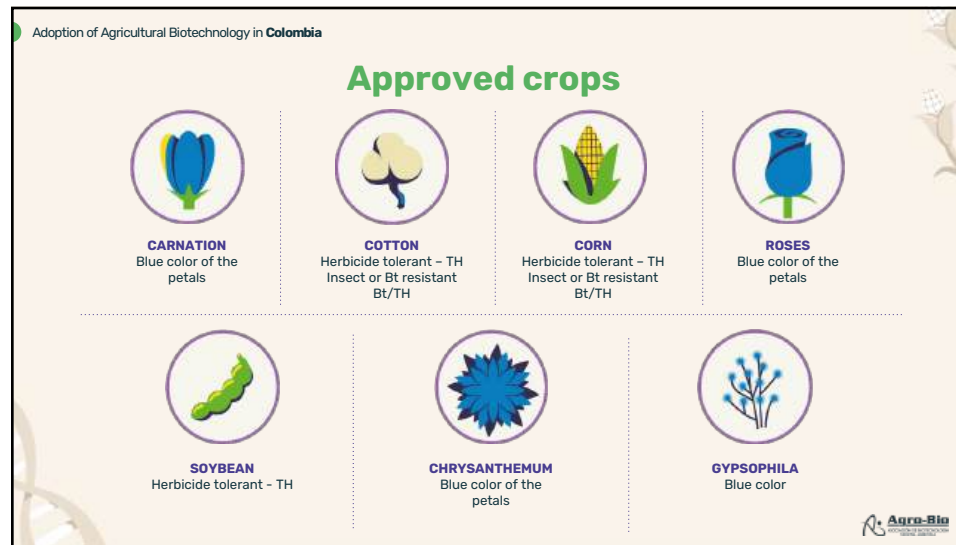 Adoption of Agricultural Biotechnology in Colombia
Approved crops
CARNATION
Blue color of the
petals
COTTON
Herbicide tolerant – TH
Insect or Bt resistant
Bt/TH
CORN
Herbicide tolerant – TH
Insect or Bt resistant
Bt/TH
ROSES
Blue color of the
petals
SOYBEAN
Herbicide tolerant - TH
CHRYSANTHEMUM
Blue color of the
petals
GYPSOPHILA
Blue color
Agro-Bio